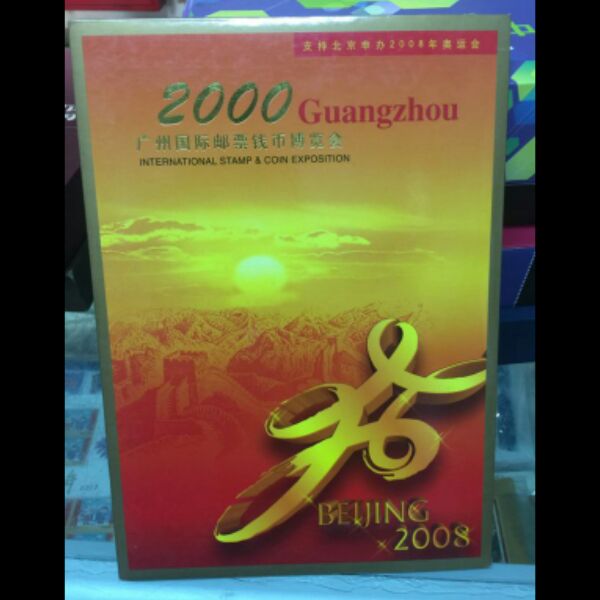 支持北京申办2008年奥运会
2000 Guangzhou
广州国际邮票钱币博览会
INTERNATIONAL STAMP & COIN EXPOSITION
BEIJING
2008